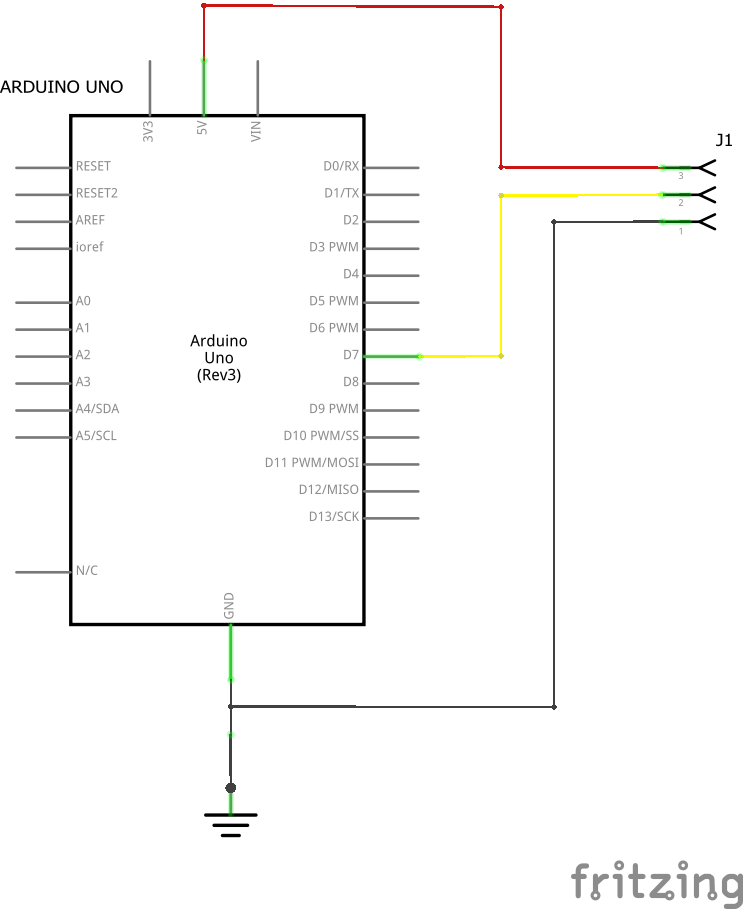 ARDUINO UNO
3V3
5V
VIN
J1
RESET
D0/RX
3
RESET2
D1/TX
2
AREF
D2
1
ioref
D3 PWM
D4
A0
D5 PWM
A1
D6 PWM
Arduino
Uno
(Rev3)
A2
D7
A3
D8
A4/SDA
D9 PWM
A5/SCL
D10 PWM/SS
D11 PWM/MOSI
D12/MISO
D13/SCK
N/C
GND
fritzing